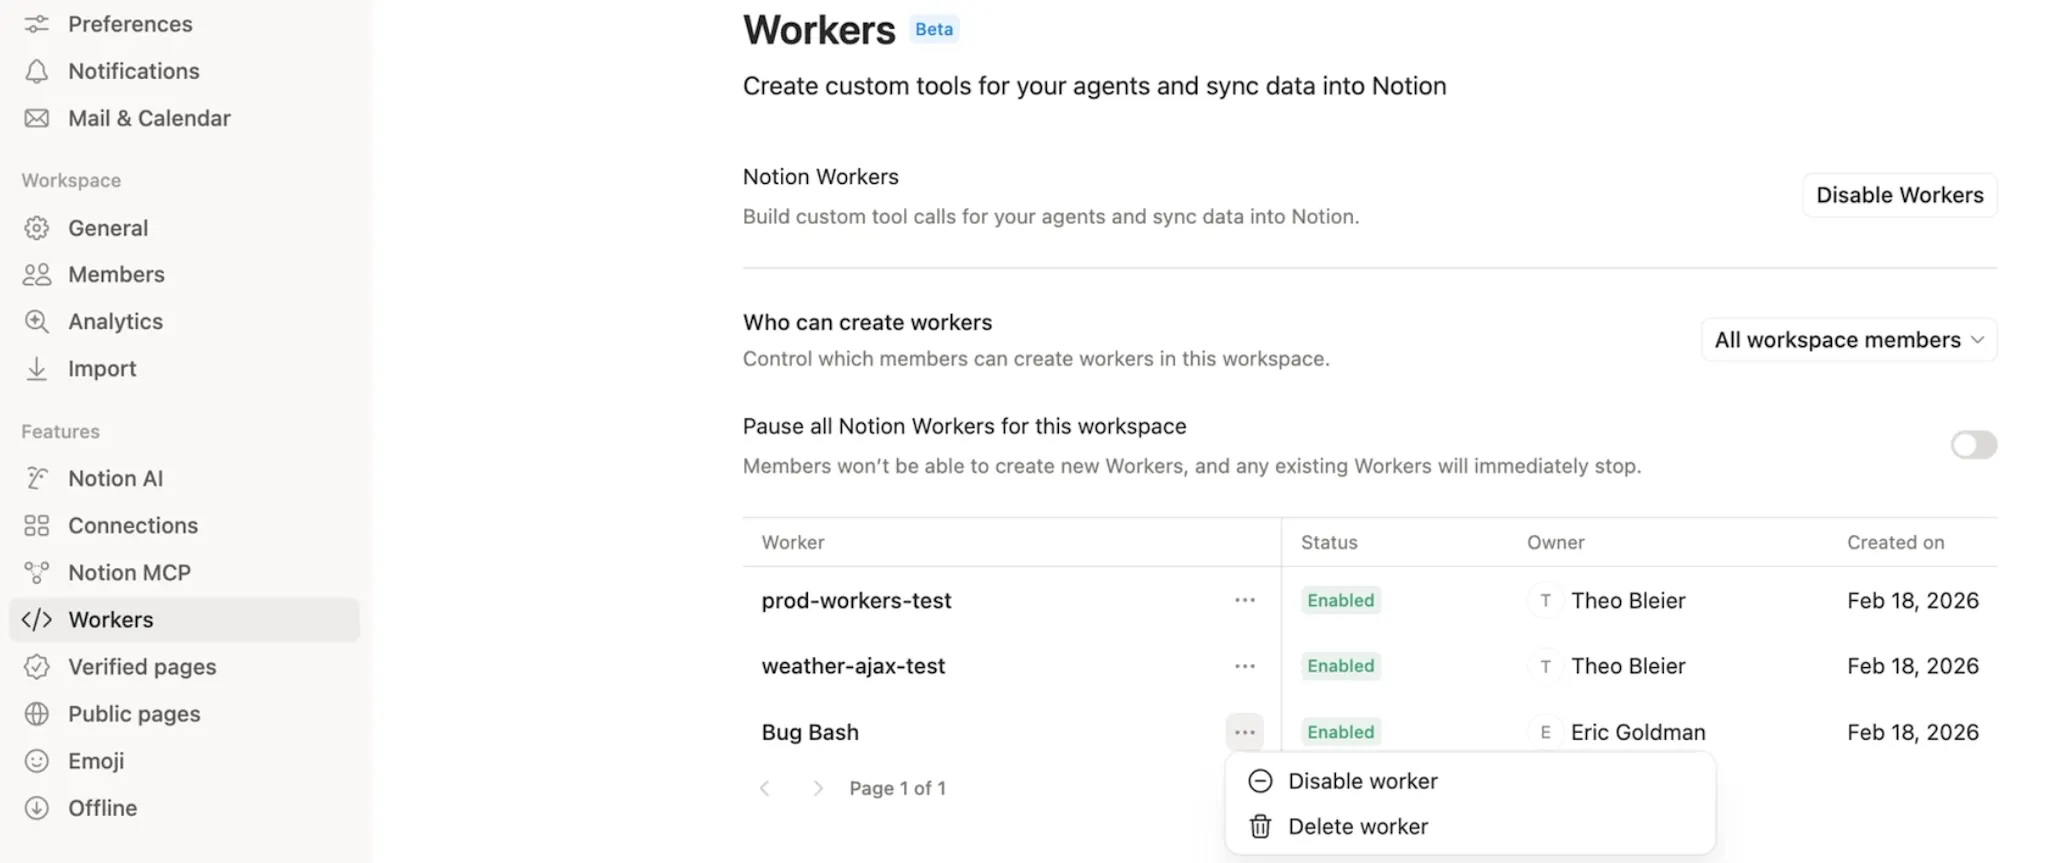 Preferences
Notifications
Mail & Calendar
Workspace
General
Members
Analytics
Import
Features
Notion AI
Connections
Notion MCP
Workers
Verified pages
Public pages
Emoji
Offline
Workers Beta
Create custom tools for your agents and sync data into Notion
Notion Workers
Build custom tool calls for your agents and sync data into Notion.
Disable Workers
Who can create workers
Control which members can create workers in this workspace.
All workspace members
Pause all Notion Workers for this workspace
Members won’t be able to create new Workers, and any existing Workers will immediately stop.
Worker Status Owner Created on
prod-workers-test ··· Enabled T Theo Bleier Feb 18, 2026
weather-ajax-test ··· Enabled T Theo Bleier Feb 18, 2026
Bug Bash ··· Enabled E Eric Goldman Feb 18, 2026
Page 1 of 1
Disable worker
Delete worker